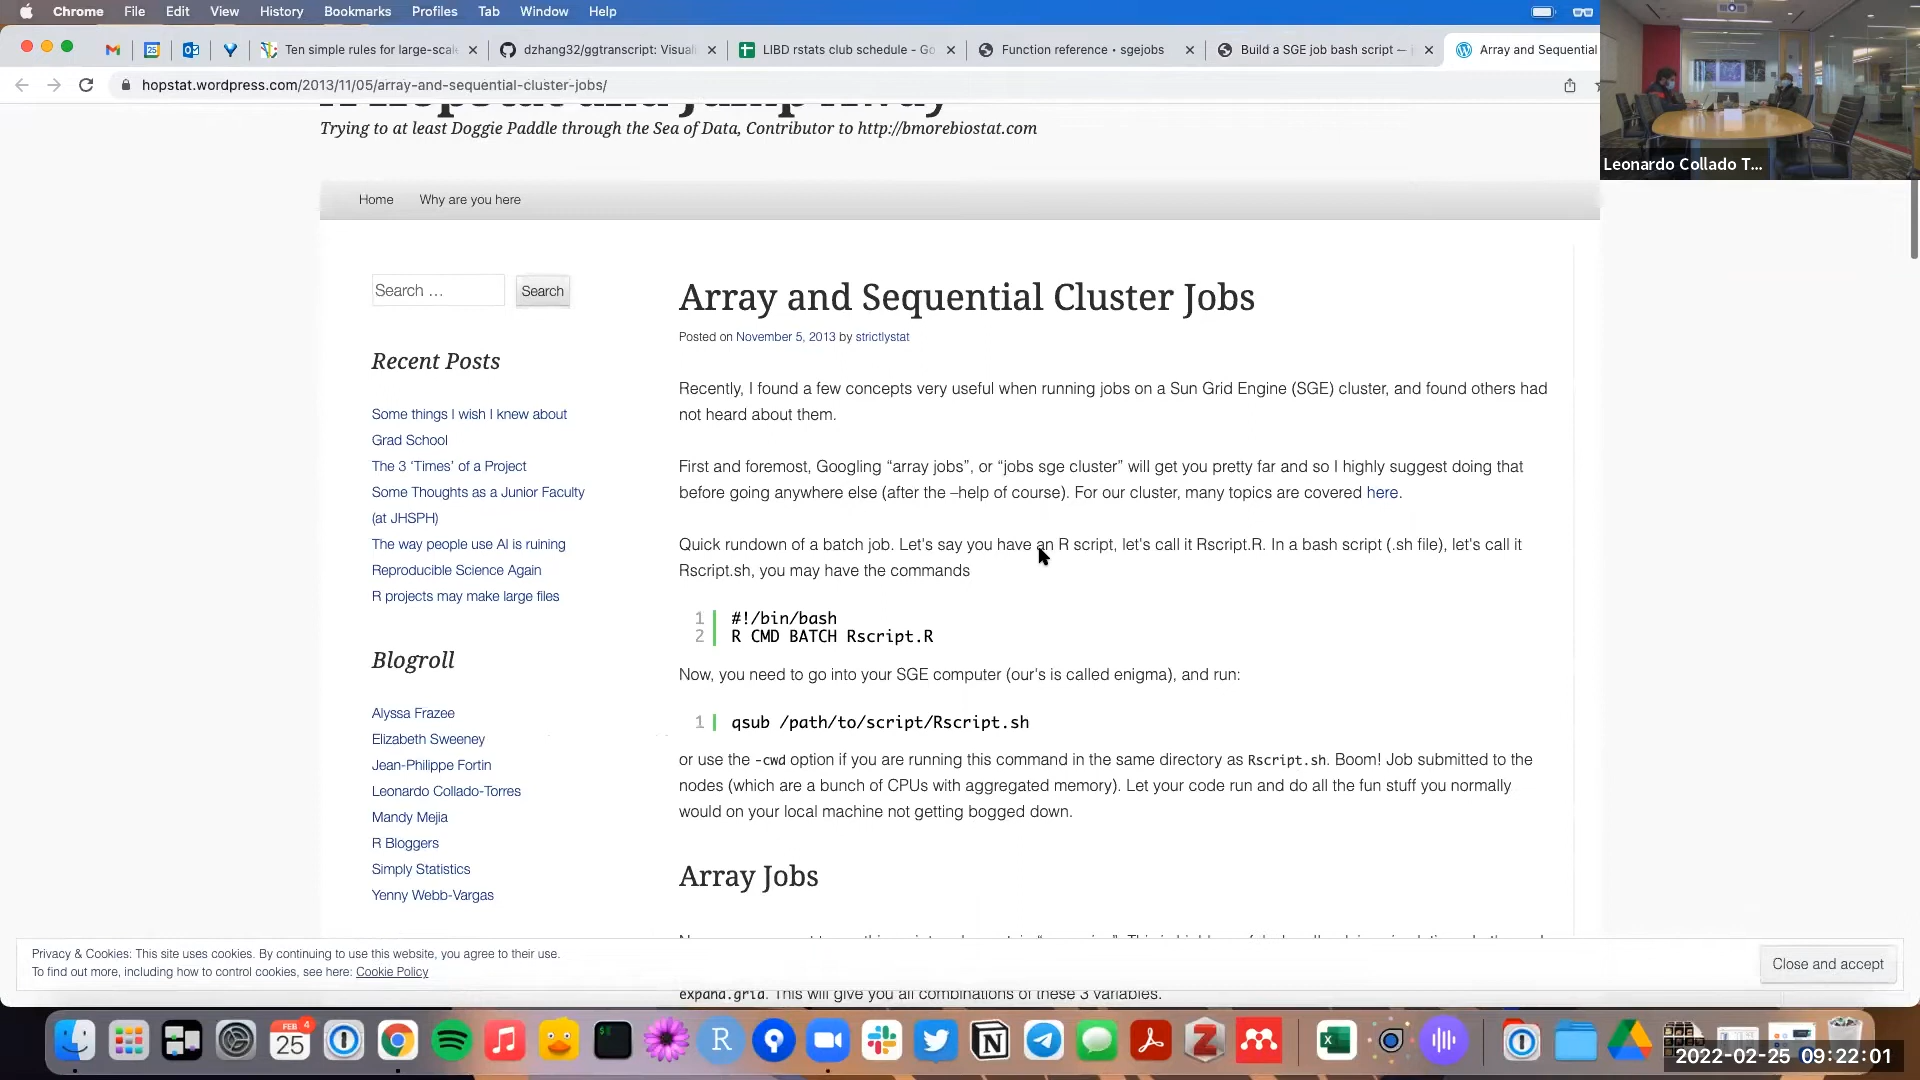 Chrome File Edit View History Bookmarks Profiles Tab Window Help
Ten simple rules for large-scal
dzhang32/ggtranscript: Visual
LIBD rstats club schedule - Go
Function reference • sgejobs
Build a SGE job bash script —
Array and Sequential
hopstat.wordpress.com/2013/11/05/array-and-sequential-cluster-jobs/
Leonardo Collado T...
A HopStat and Jump Away
Trying to at least Doggie Paddle through the Sea of Data, Contributor to http://bmorebiostat.com
Home Why are you here
Search ... Search
Recent Posts
Some things I wish I knew about
Grad School
The 3 ‘Times’ of a Project
Some Thoughts as a Junior Faculty
(at JHSPH)
The way people use AI is ruining
Reproducible Science Again
R projects may make large files
Blogroll
Alyssa Frazee
Elizabeth Sweeney
Jean-Philippe Fortin
Leonardo Collado-Torres
Mandy Mejia
R Bloggers
Simply Statistics
Yenny Webb-Vargas
Array and Sequential Cluster Jobs
Posted on November 5, 2013 by strictlystat
Recently, I found a few concepts very useful when running jobs on a Sun Grid Engine (SGE) cluster, and found others had
not heard about them.
First and foremost, Googling “array jobs”, or “jobs sge cluster” will get you pretty far and so I highly suggest doing that
before going anywhere else (after the –help of course). For our cluster, many topics are covered here.
Quick rundown of a batch job. Let's say you have an R script, let's call it Rscript.R. In a bash script (.sh file), let's call it
Rscript.sh, you may have the commands
1 #!/bin/bash
2 R CMD BATCH Rscript.R
Now, you need to go into your SGE computer (our's is called enigma), and run:
1 qsub /path/to/script/Rscript.sh
or use the -cwd option if you are running this command in the same directory as Rscript.sh. Boom! Job submitted to the
nodes (which are a bunch of CPUs with aggregated memory). Let your code run and do all the fun stuff you normally
would on your local machine not getting bogged down.
Array Jobs
Privacy & Cookies: This site uses cookies. By continuing to use this website, you agree to their use.
To find out more, including how to control cookies, see here: Cookie Policy
Close and accept
expand.grid. This will give you all combinations of these 3 variables.
FEB 4
25
2022-02-25 09:22:01